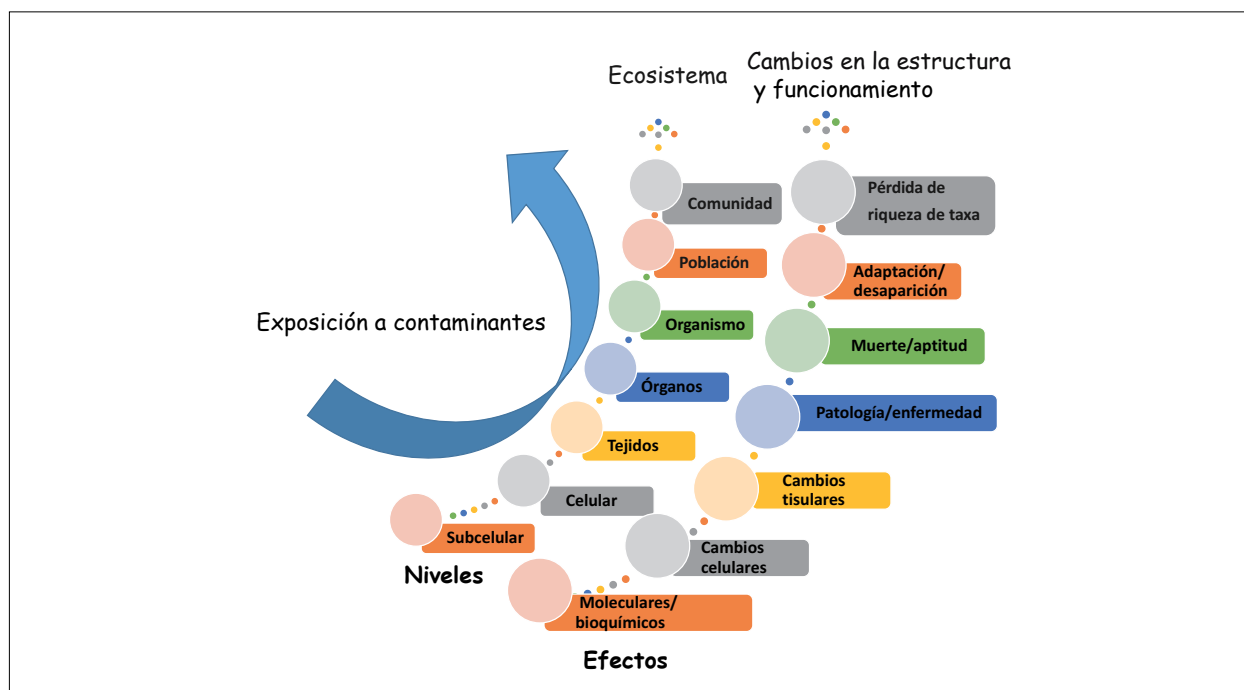 Ecosistema
Cambios en la estructura
y funcionamiento
Comunidad
Pérdida de
riqueza de taxa
Población
Adaptación/
desaparición
Exposición a contaminantes
Organismo
Muerte/aptitud
Órganos
Patología/enfermedad
Tejidos
Cambios
tisulares
Celular
Subcelular
Cambios
celulares
Niveles
Moleculares/
bioquímicos
Efectos